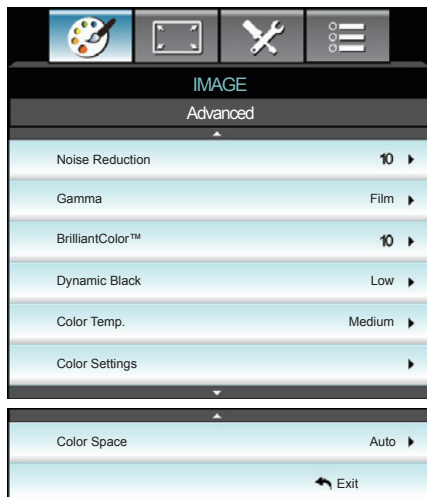 IMAGE
Advanced
Noise Reduction 10
Gamma Film
BrilliantColor™ 10
Dynamic Black Low
Color Temp. Medium
Color Settings
Color Space Auto
Exit